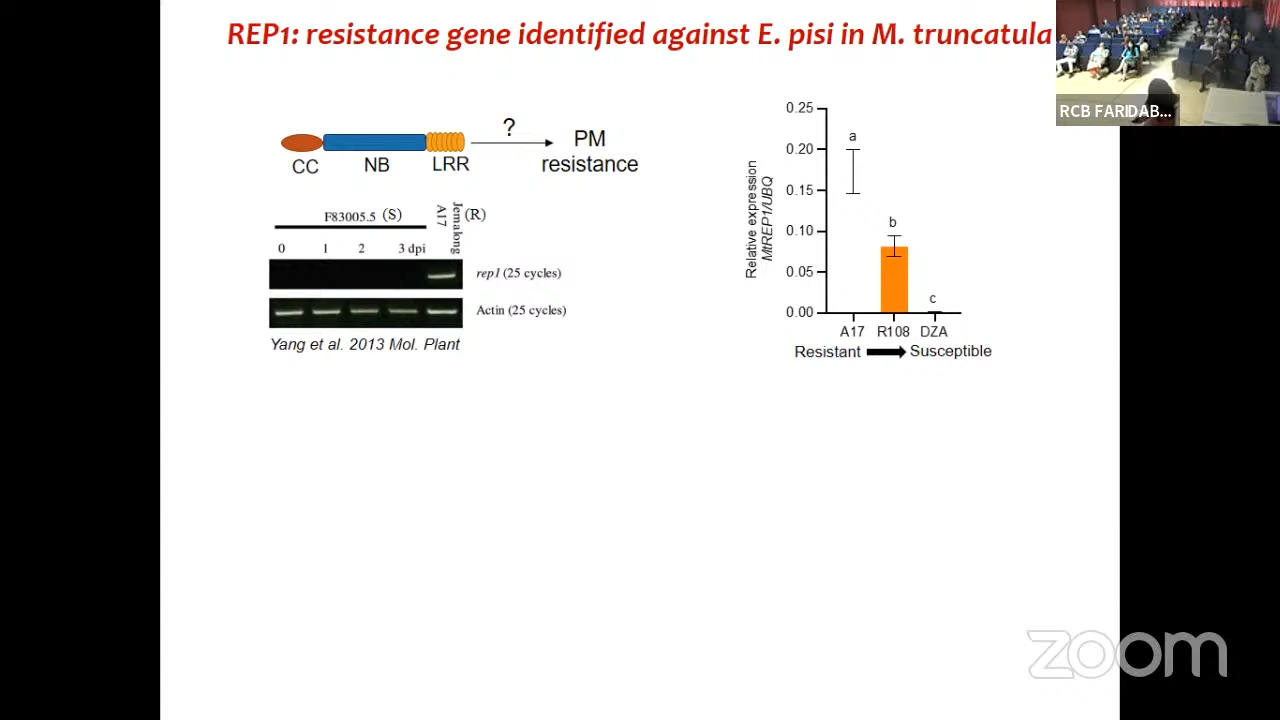 REP1: resistance gene identified against E. pisi in M. truncatula
RCB FARIDAB...
?
PM
resistance
CC
NB
LRR
F83005.5 (S)
Jemalong
A17
(R)
0 1 2 3 dpi
rep1 (25 cycles)
Actin (25 cycles)
Yang et al. 2013 Mol. Plant
Relative expression
MtREP1/UBQ
0.25
0.20
0.15
0.10
0.05
0.00
a
b
c
A17 R108 DZA
Resistant Susceptible
zoom